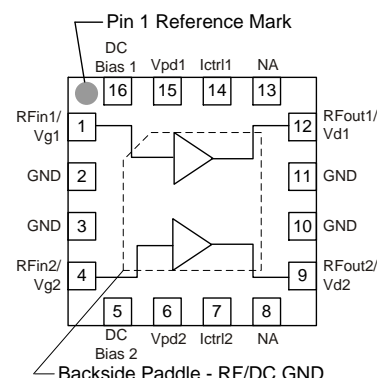 Pin 1 Reference Mark
DC
Bias 1
Vpd1
Ictrl1
NA
16
15
14
13
RFin1/
Vg1
1
12
RFout1/
Vd1
GND
2
11
GND
GND
3
10
GND
RFin2/
Vg2
4
9
RFout2/
Vd2
5
6
7
8
DC
Bias 2
Vpd2
Ictrl2
NA
Backside Paddle - RF/DC GND